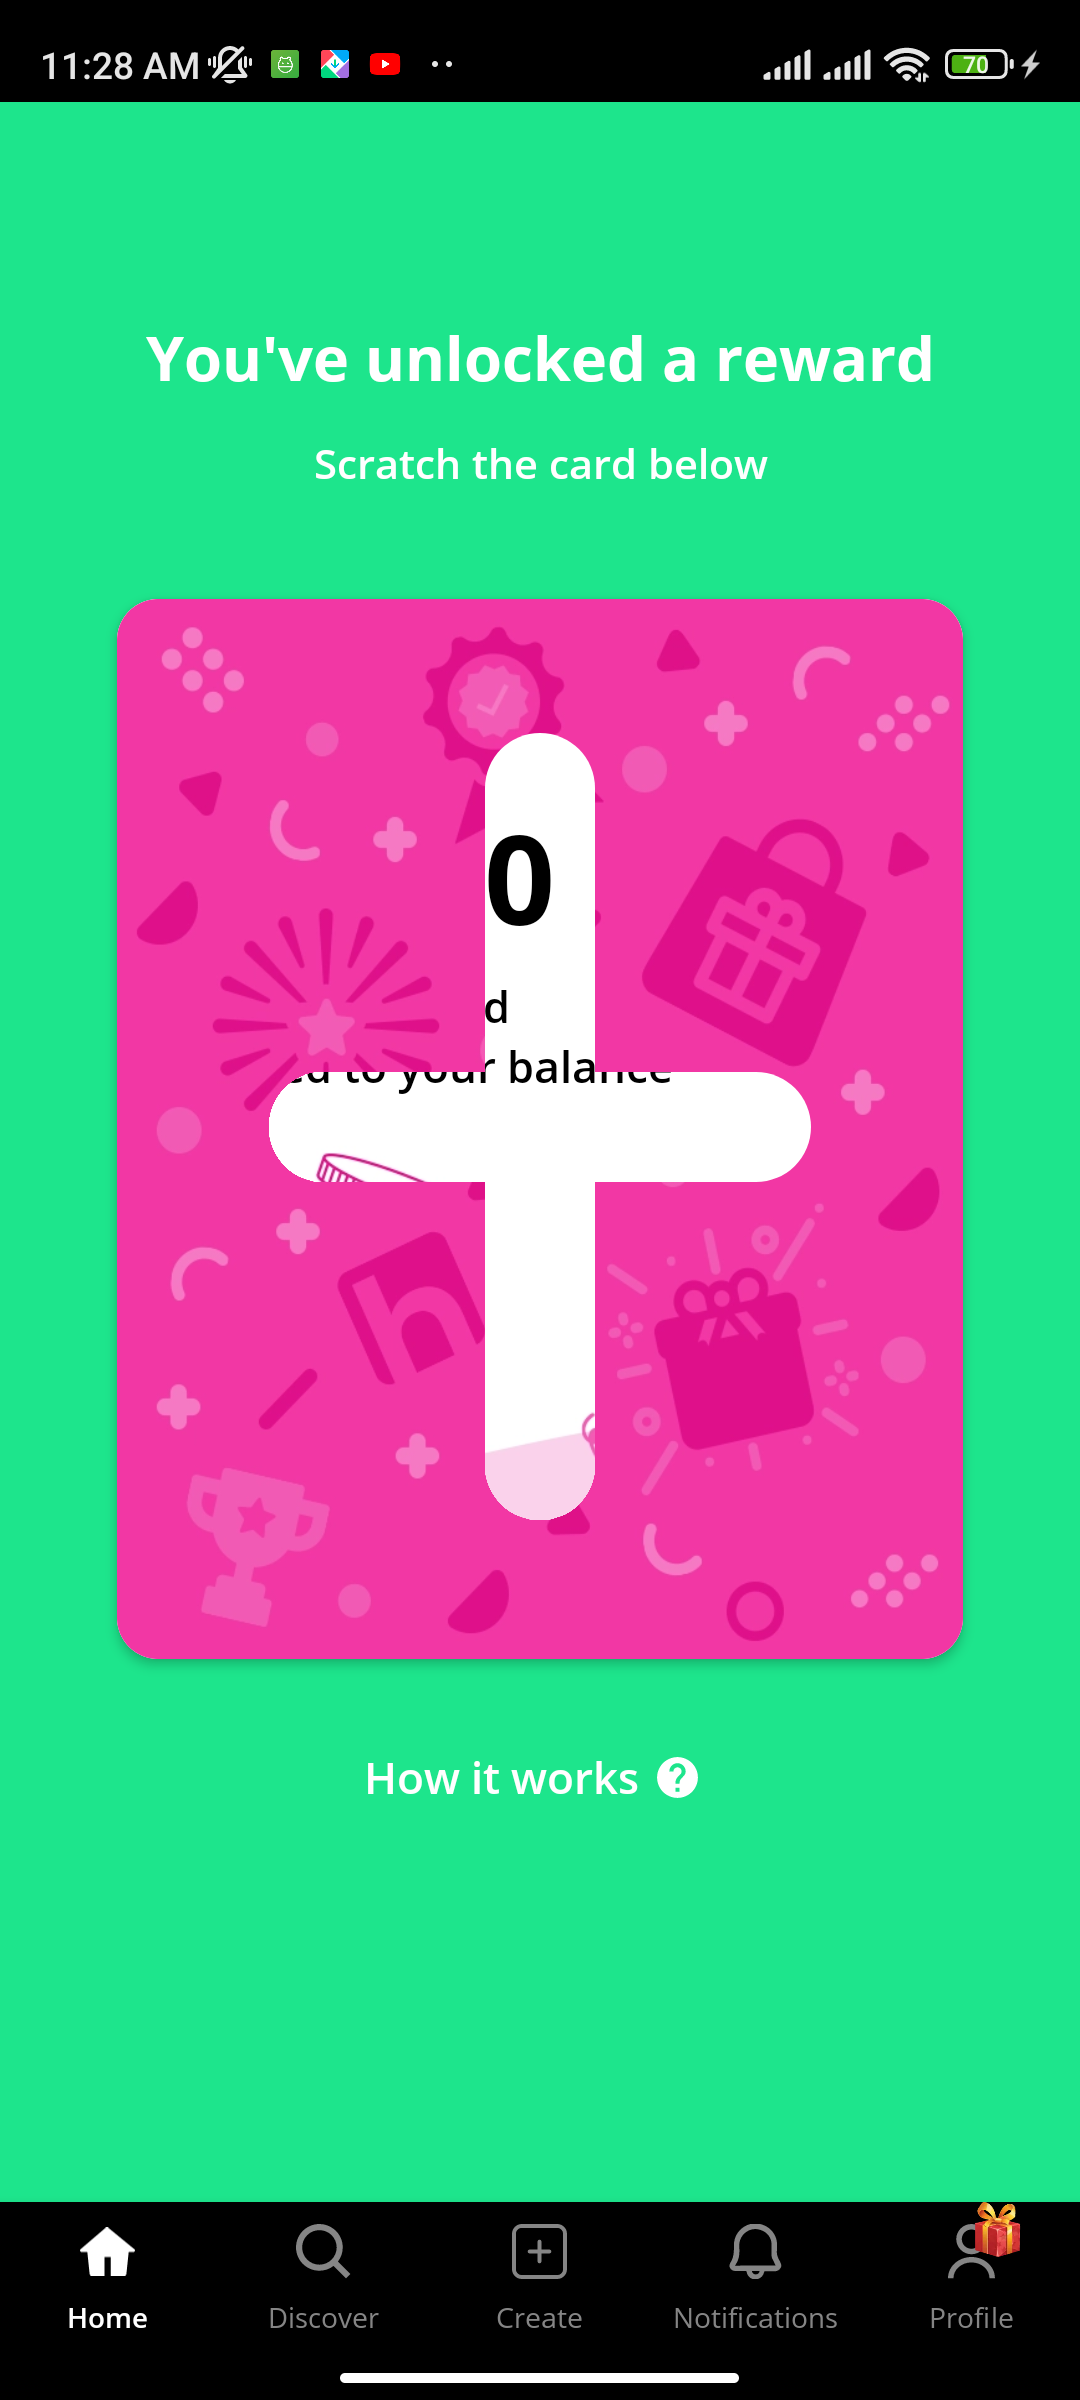 11:28 AM
70
You've unlocked a reward
Scratch the card below
0
d
to your balance
How it works ?
Home
Discover
Create
Notifications
Profile